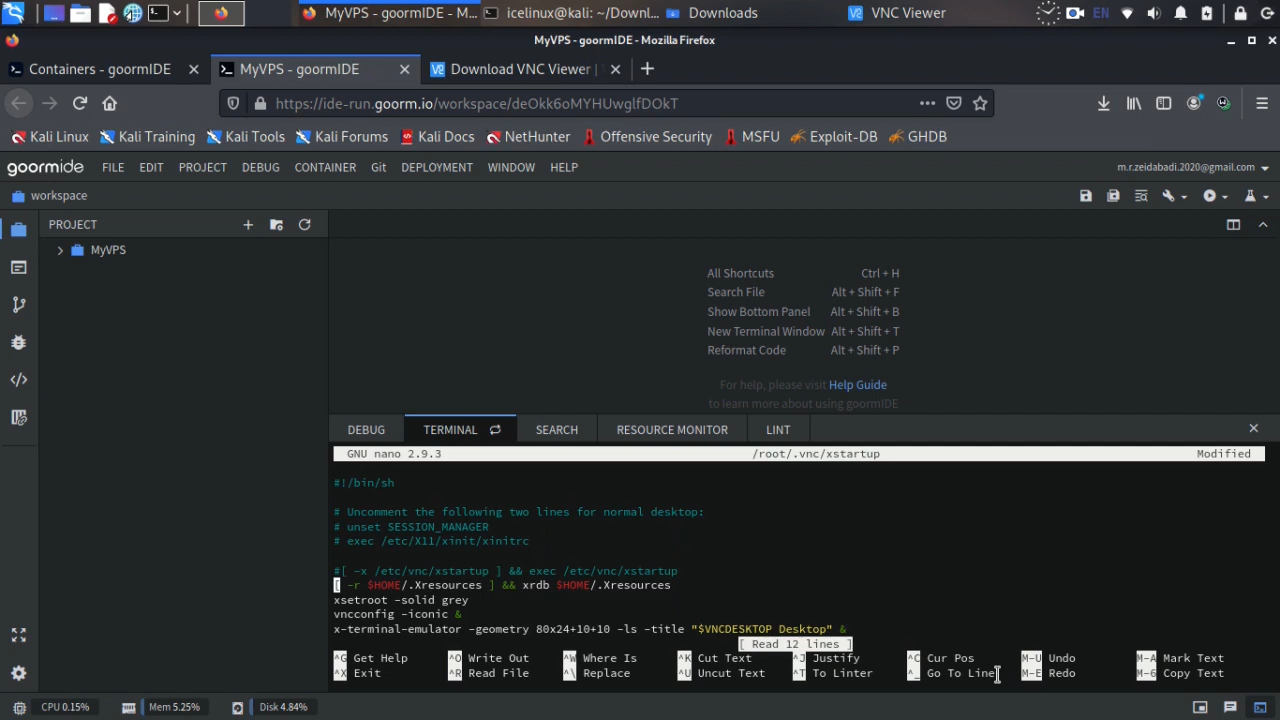 MyVPS - goormIDE - M...
icelinux@kali: ~/Downl...
Downloads
VNC Viewer
EN
MyVPS - goormIDE - Mozilla Firefox
Containers - goormIDE
MyVPS - goormIDE
Download VNC Viewer |
https://ide-run.goorm.io/workspace/deOkk6oMYHUwglfDOkT
Kali Linux
Kali Training
Kali Tools
Kali Forums
Kali Docs
NetHunter
Offensive Security
MSFU
Exploit-DB
GHDB
goormide
FILE
EDIT
PROJECT
DEBUG
CONTAINER
Git
DEPLOYMENT
WINDOW
HELP
m.r.zeidabadi.2020@gmail.com
workspace
PROJECT
MyVPS
All Shortcuts Ctrl + H
Search File Alt + Shift + F
Show Bottom Panel Alt + Shift + B
New Terminal Window Alt + Shift + T
Reformat Code Alt + Shift + P
For help, please visit Help Guide
to learn more about using goormIDE
DEBUG
TERMINAL
SEARCH
RESOURCE MONITOR
LINT
GNU nano 2.9.3 /root/.vnc/xstartup Modified
#!/bin/sh
# Uncomment the following two lines for normal desktop:
# unset SESSION_MANAGER
# exec /etc/X11/xinit/xinitrc
#[ -x /etc/vnc/xstartup ] && exec /etc/vnc/xstartup
[ -r $HOME/.Xresources ] && xrdb $HOME/.Xresources
xsetroot -solid grey
vncconfig -iconic &
x-terminal-emulator -geometry 80x24+10+10 -ls -title "$VNCDESKTOP Desktop" &
[ Read 12 lines ]
^G Get Help ^O Write Out ^W Where Is ^K Cut Text ^J Justify ^C Cur Pos M-U Undo M-A Mark Text
^X Exit ^R Read File ^\ Replace ^U Uncut Text ^T To Linter ^_ Go To Line M-E Redo M-6 Copy Text
CPU 0.15%
Mem 5.25%
Disk 4.84%